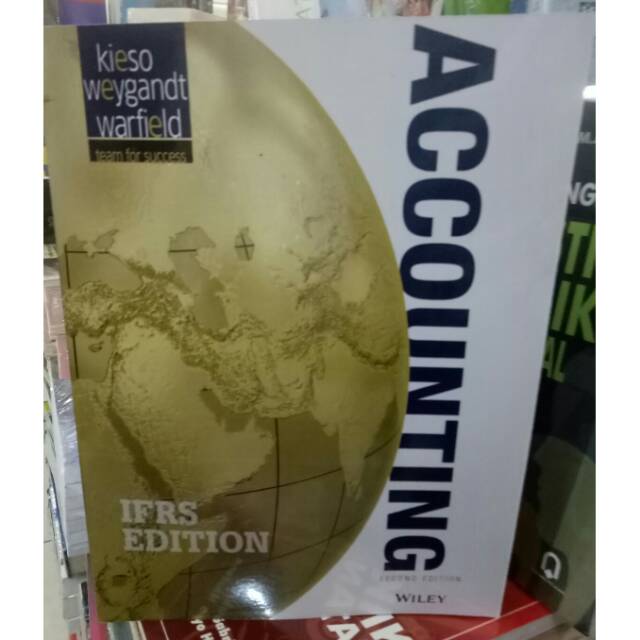 kieso
weygandt
warfield
team for success
ACCOUNTING
IFRS
EDITION
SECOND EDITION
WILEY